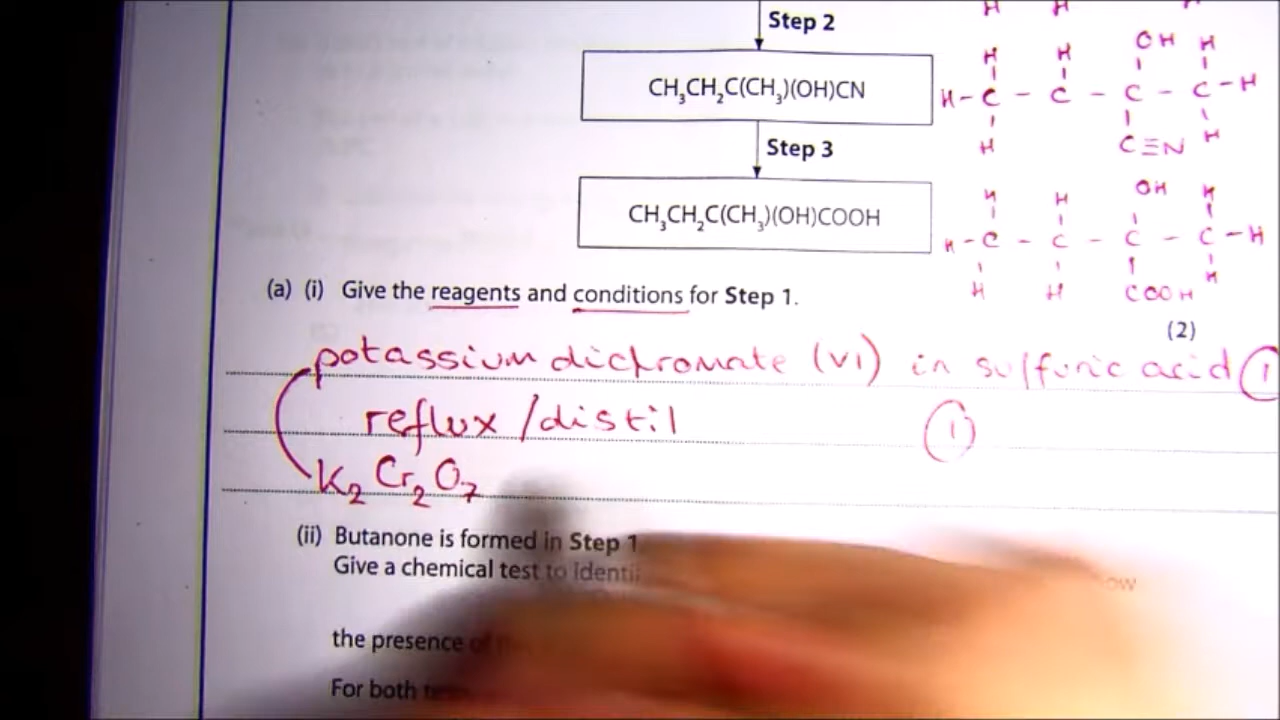 Step 2
CH₃CH₂C(CH₃)(OH)CN
Step 3
CH₃CH₂C(CH₃)(OH)COOH
H H H
OH
H H H
H - C - C - C - C - H
H C≡N H
H H OH H
H - C - C - C - C - H
H H COOH H
(a) (i) Give the reagents and conditions for Step 1.
(2)
potassium dichromate (VI) in sulfuric acid 1
reflux / distil 1
K₂Cr₂O₇
(ii) Butanone is formed in Step 1
Give a chemical test to
the presence
For both